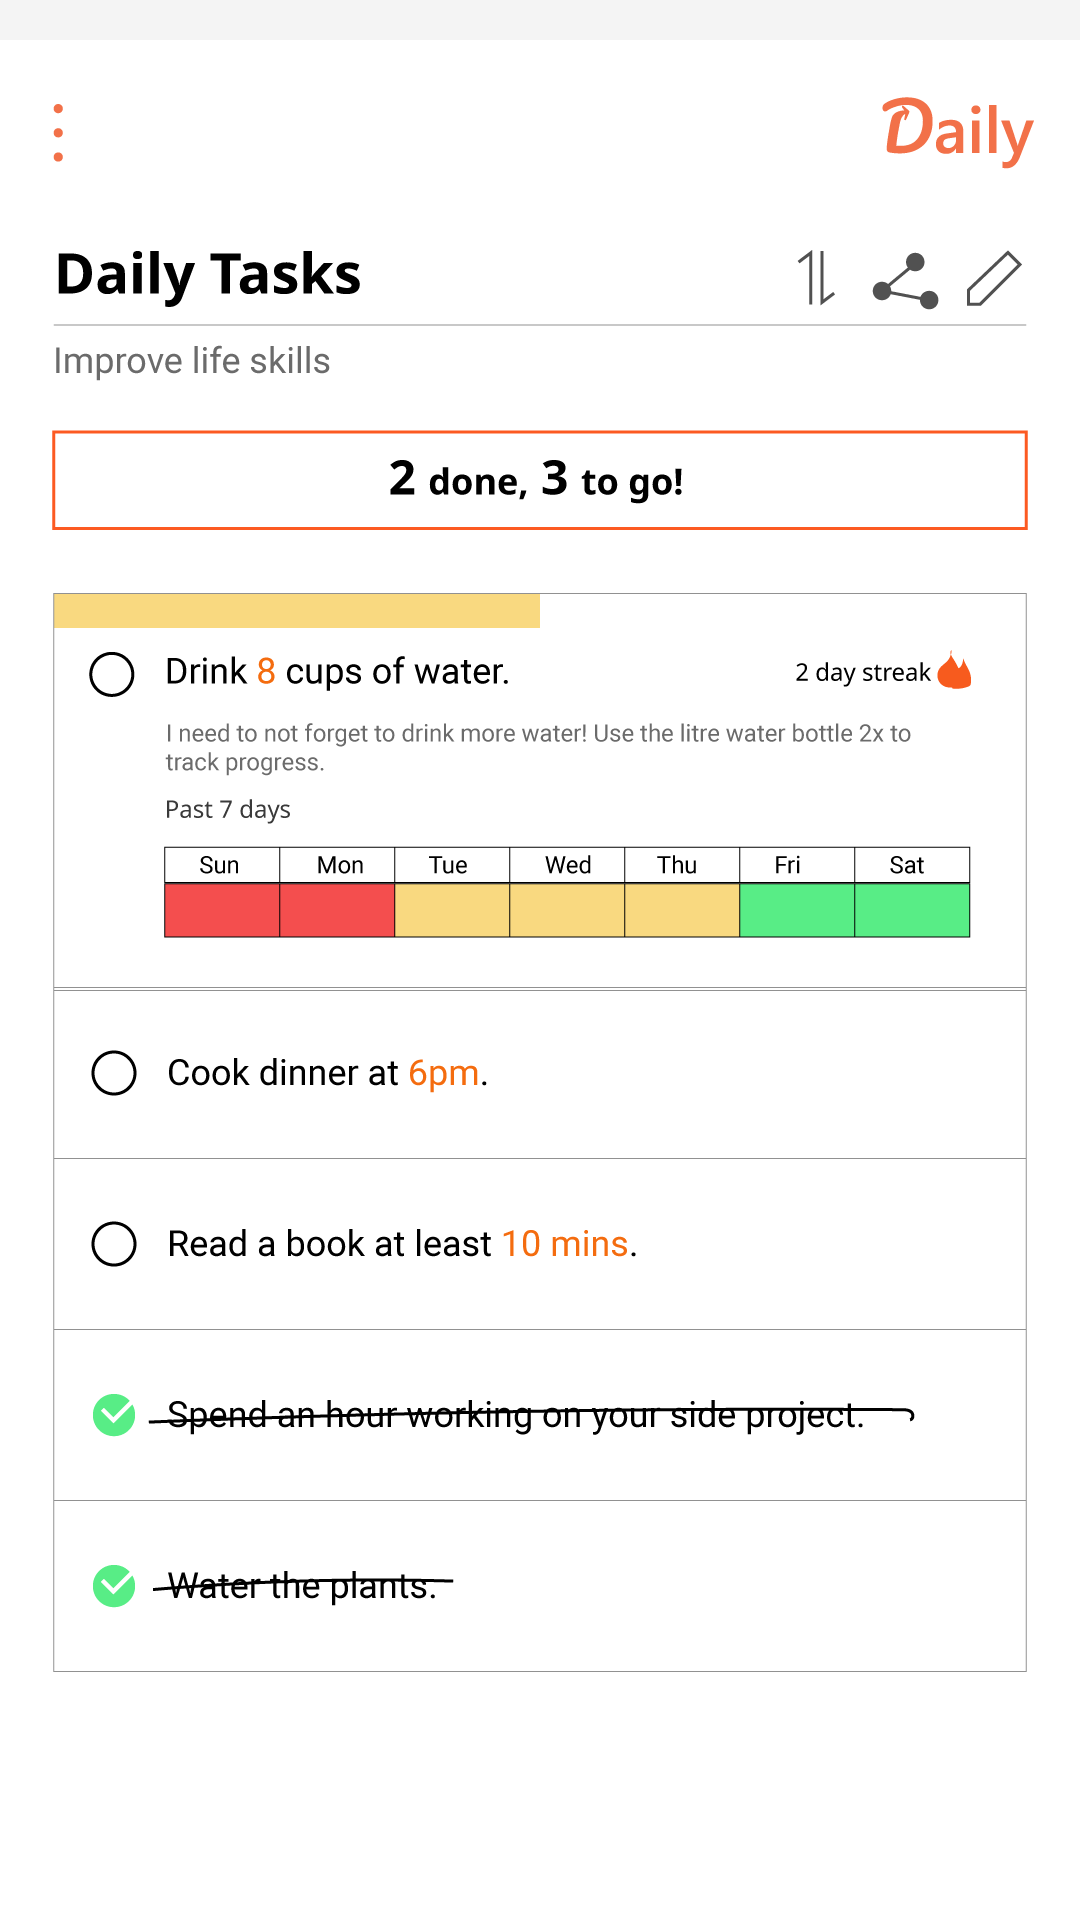 Daily
Daily Tasks
Improve life skills
2 done, 3 to go!
Drink 8 cups of water.
2 day streak
I need to not forget to drink more water! Use the litre water bottle 2x to
track progress.
Past 7 days
Sun Mon Tue Wed Thu Fri Sat
Cook dinner at 6pm.
Read a book at least 10 mins.
Spend an hour working on your side project.
Water the plants.